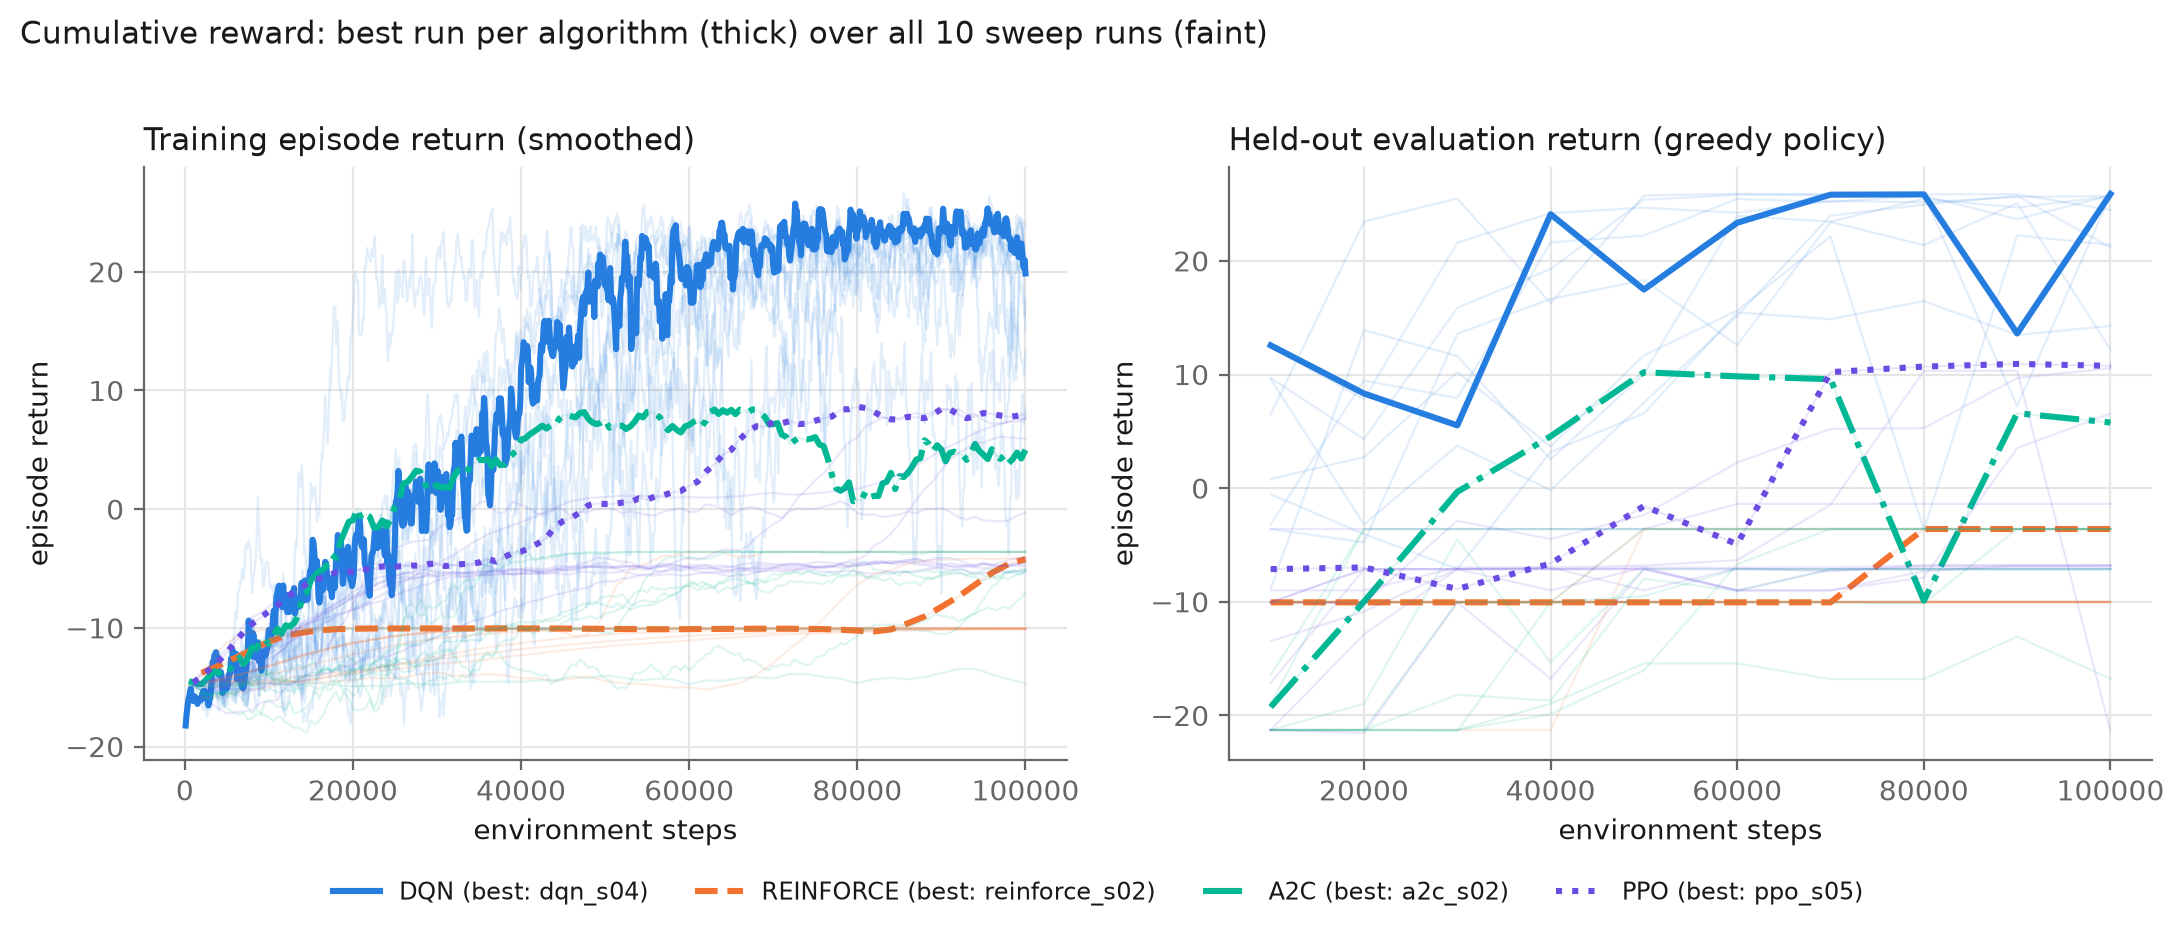 Cumulative reward: best run per algorithm (thick) over all 10 sweep runs (faint)
Training episode return (smoothed)
episode return
20
10
0
−10
−20
0 20000 40000 60000 80000 100000
environment steps
Held-out evaluation return (greedy policy)
episode return
20
10
0
−10
−20
20000 40000 60000 80000 100000
environment steps
DQN (best: dqn_s04) REINFORCE (best: reinforce_s02) A2C (best: a2c_s02) PPO (best: ppo_s05)